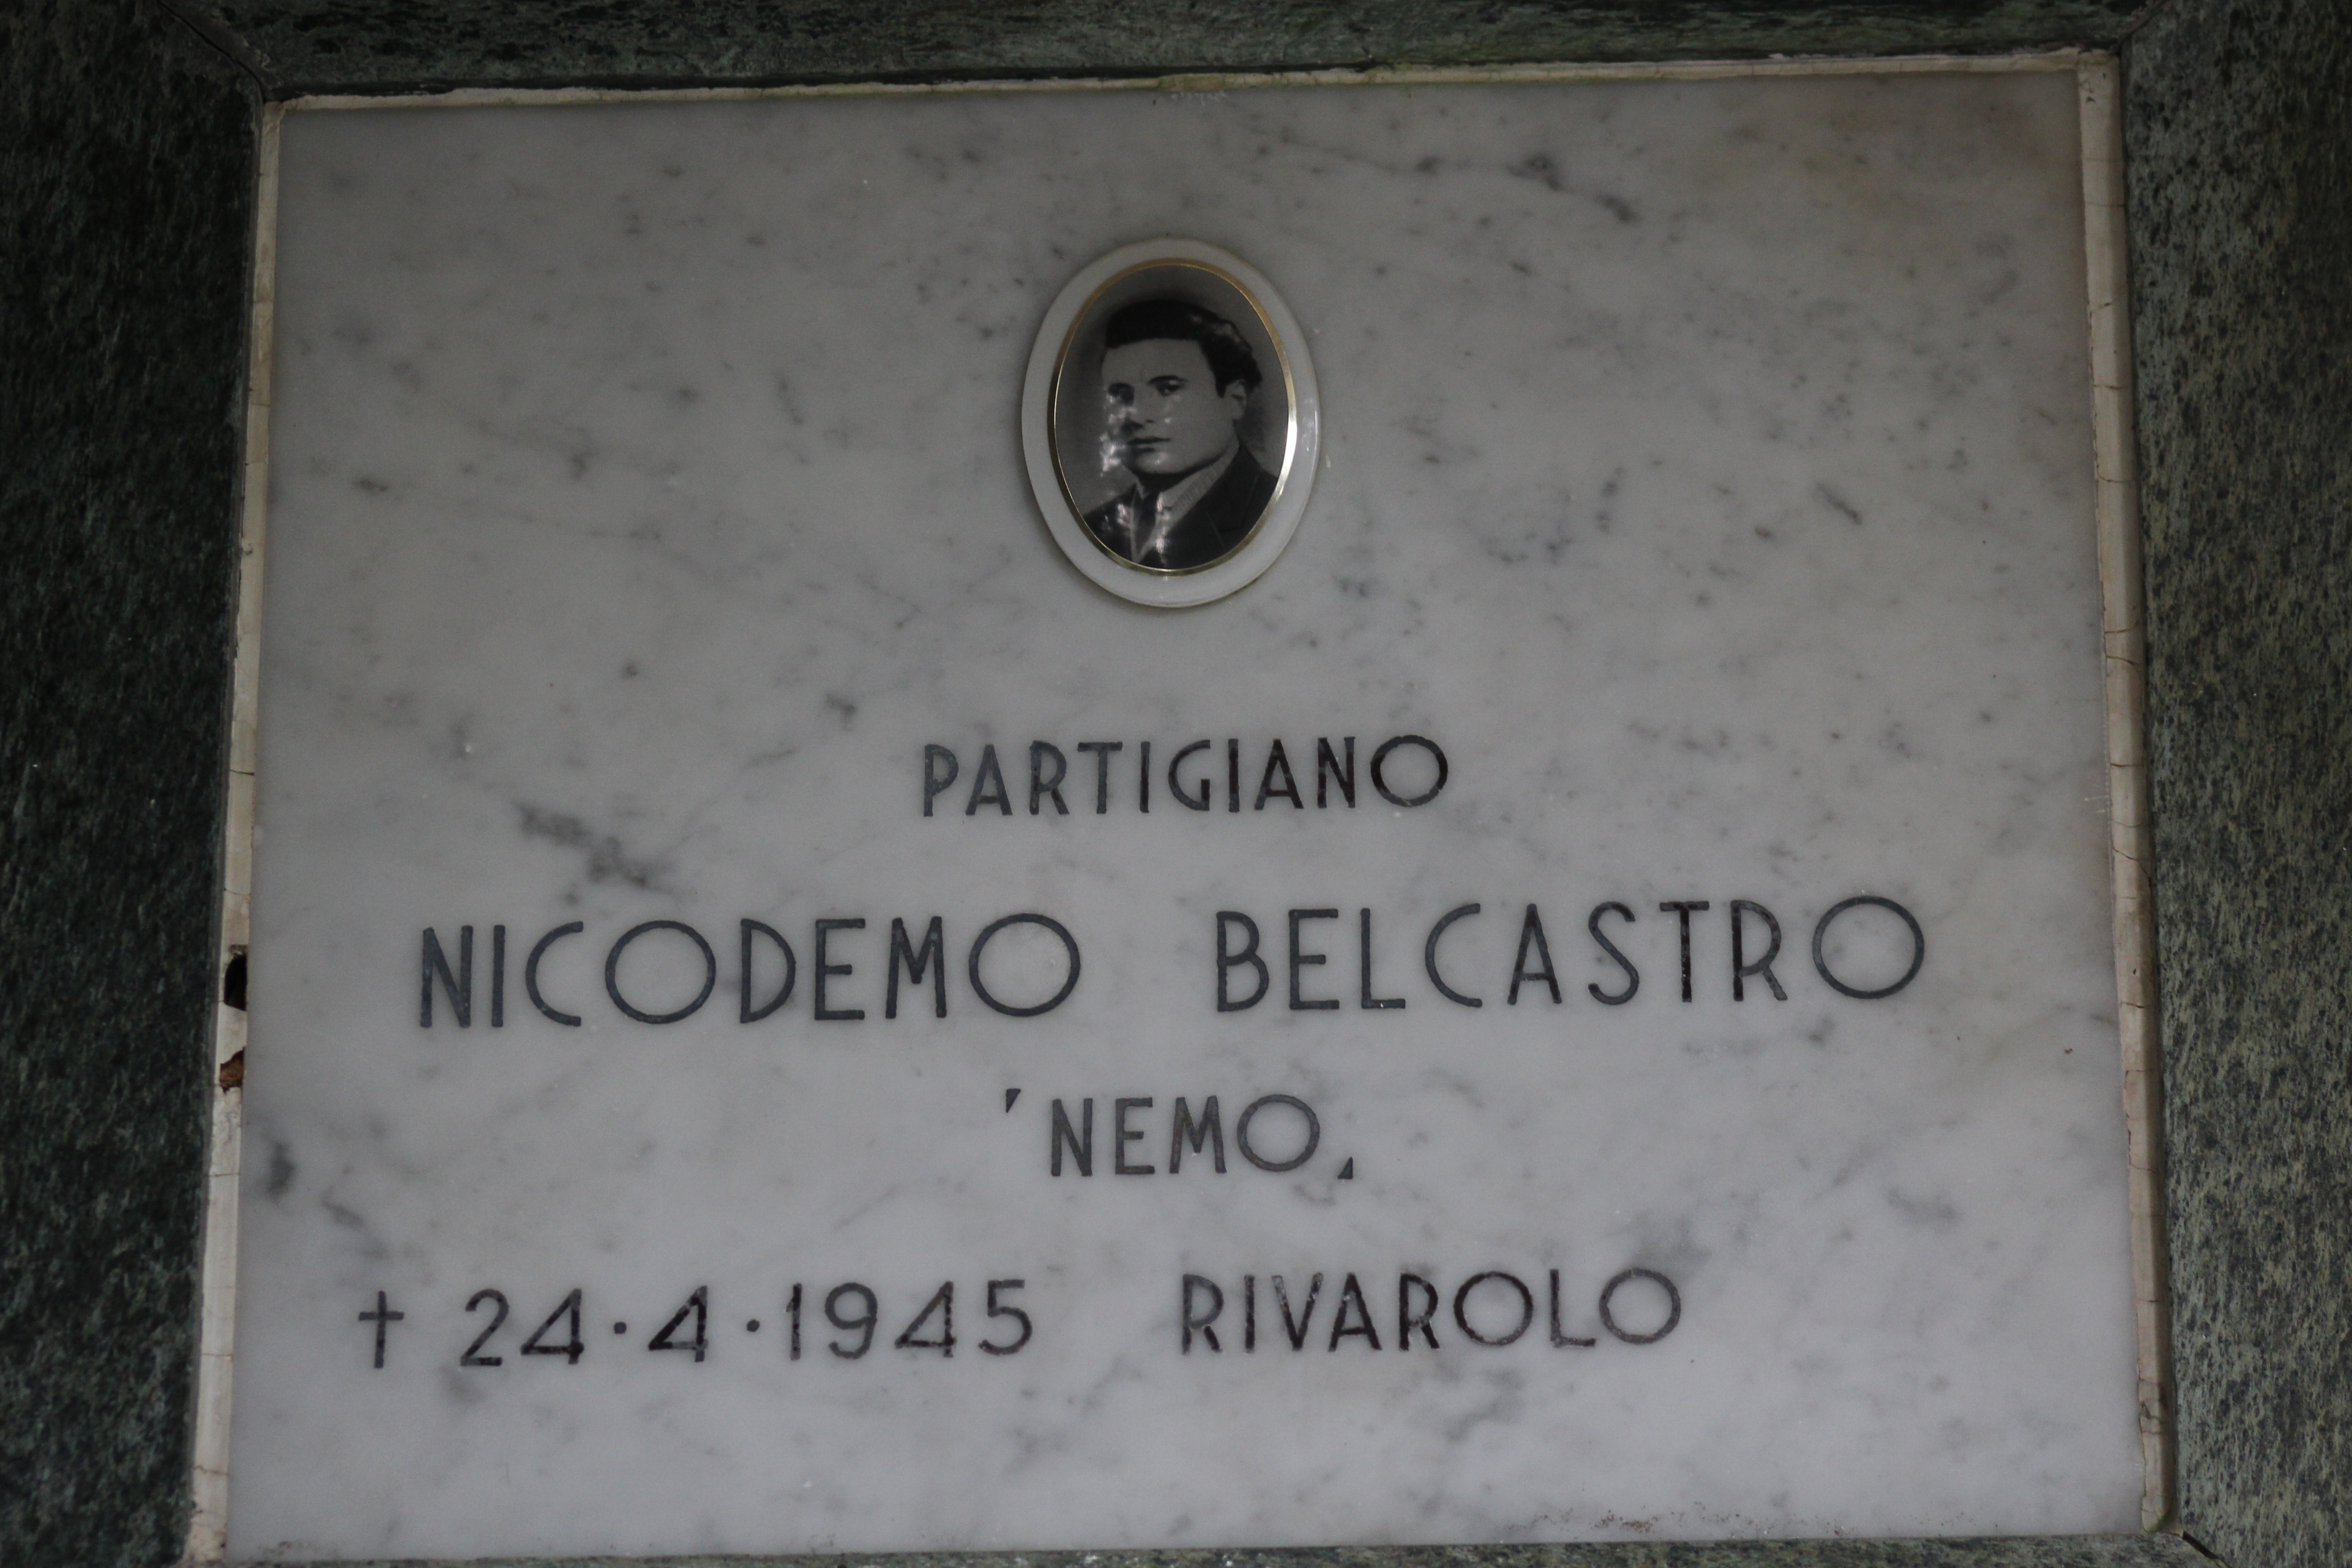 PARTIGIANO
NICODEMO BELCASTRO
"NEMO„
† 24·4·1945 RIVAROLO